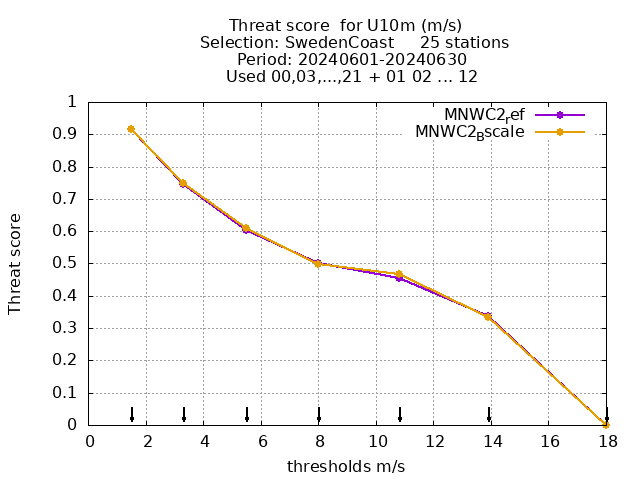 Threat score  for U10m (m/s)
Selection: SwedenCoast     25 stations
Period: 20240601-20240630
Used 00,03,...,21 + 01 02 ... 12
MNWC2ref
MNWC2Bscale
1
0.9
0.8
0.7
0.6
0.5
0.4
0.3
0.2
0.1
0
Threat score
0 2 4 6 8 10 12 14 16 18
thresholds m/s